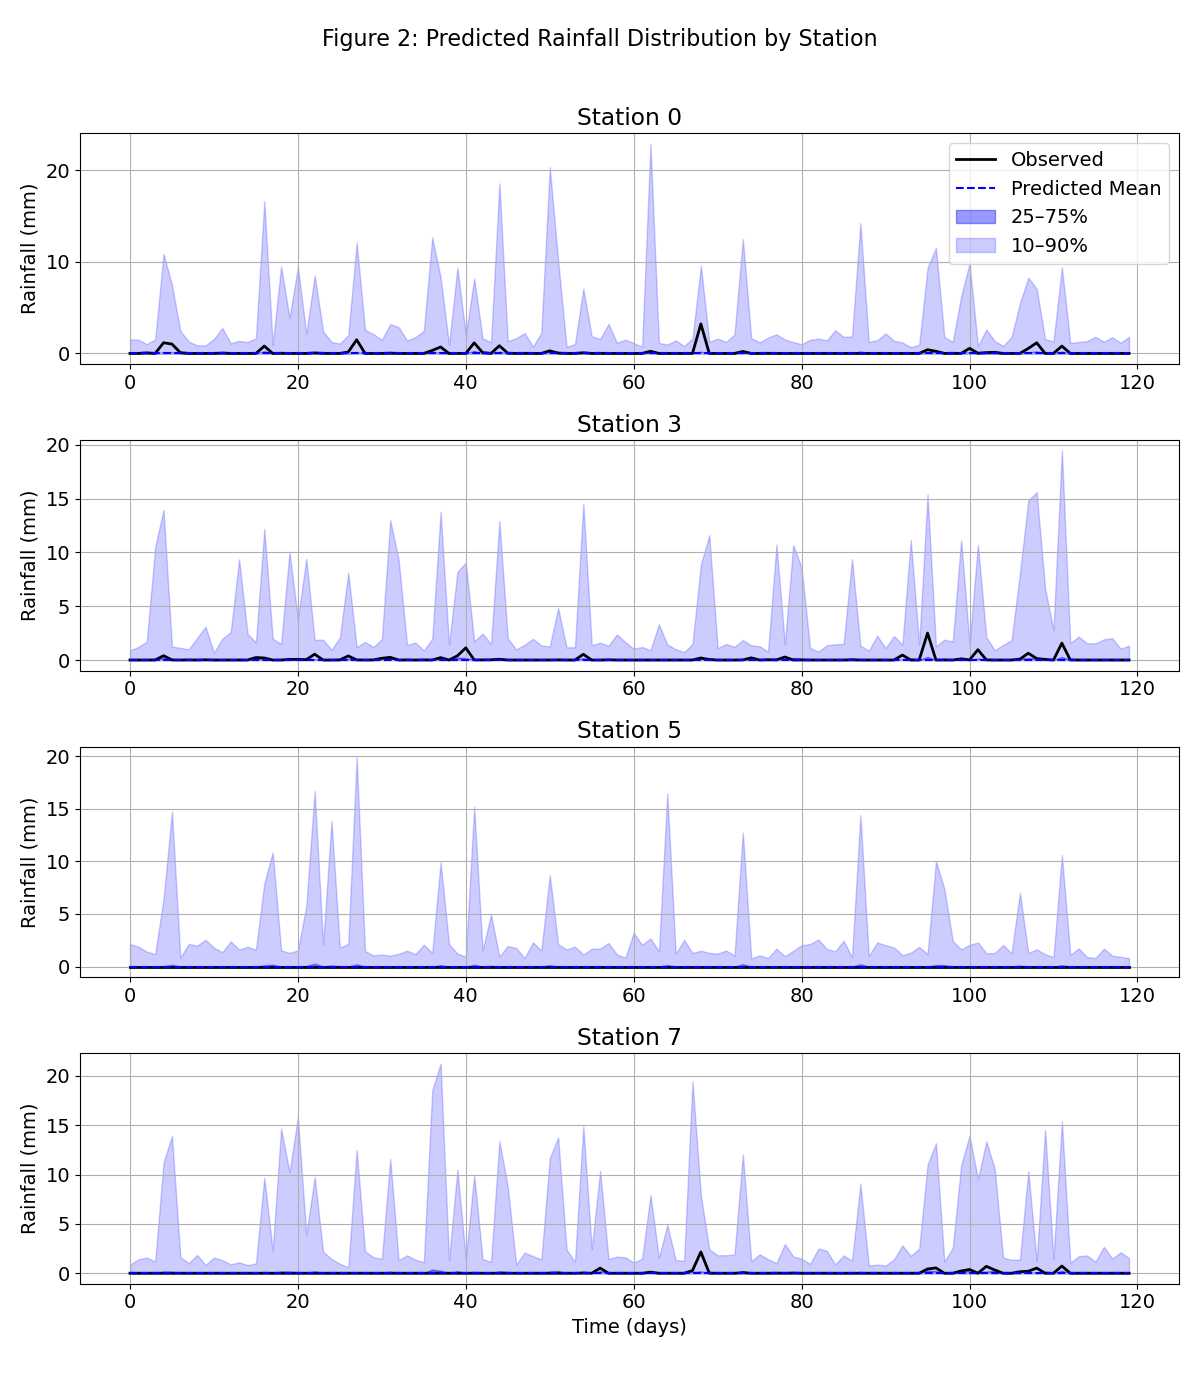 Figure 2: Predicted Rainfall Distribution by Station
Station 0
Rainfall (mm)
20
10
0
Observed
Predicted Mean
25–75%
10–90%
0 20 40 60 80 100 120
Station 3
Rainfall (mm)
20
15
10
5
0
0 20 40 60 80 100 120
Station 5
Rainfall (mm)
20
15
10
5
0
0 20 40 60 80 100 120
Station 7
Rainfall (mm)
20
15
10
5
0
0 20 40 60 80 100 120
Time (days)